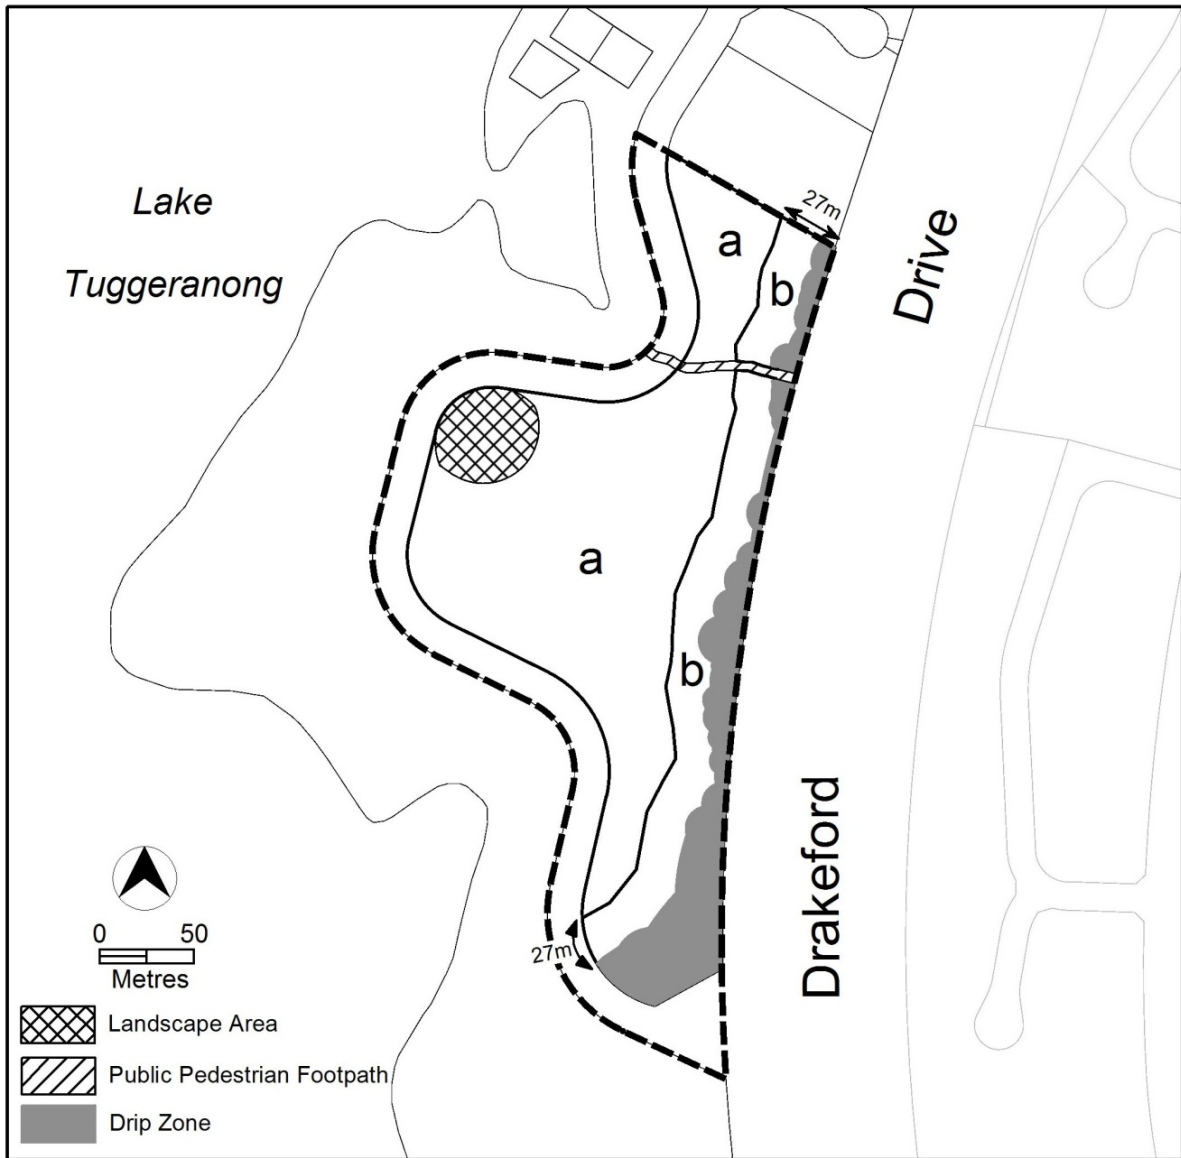 Lake
Tuggeranong
27m
Drive
a
b
a
b
Drakeford
27m
0 50
Metres
Landscape Area
Public Pedestrian Footpath
Drip Zone